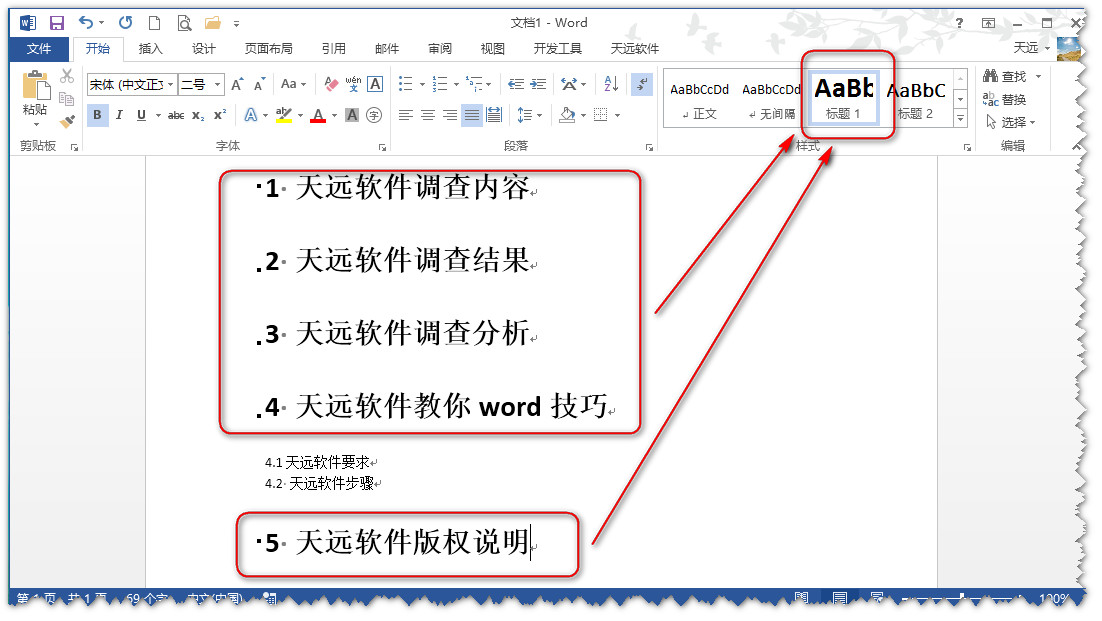 文档1 - Word
?
文件 开始 插入 设计 页面布局 引用 邮件 审阅 视图 开发工具 天远软件 天远
粘贴
宋体 (中文正文 二号 A A Aa wén A
B I U abc x₂ x² A ab A A 字
AaBbCcDd AaBbCcDd AaBb AaBbC
正文 无间隔 标题 1 标题 2
查找
替换
选择
剪贴板 字体 段落 样式 编辑
1 天远软件调查内容
2 天远软件调查结果
3 天远软件调查分析
4 天远软件教你 word 技巧
4.1 天远软件要求
4.2 天远软件步骤
5 天远软件版权说明
第 1 页，共 1 页 69 个字 中文(中国) 100%